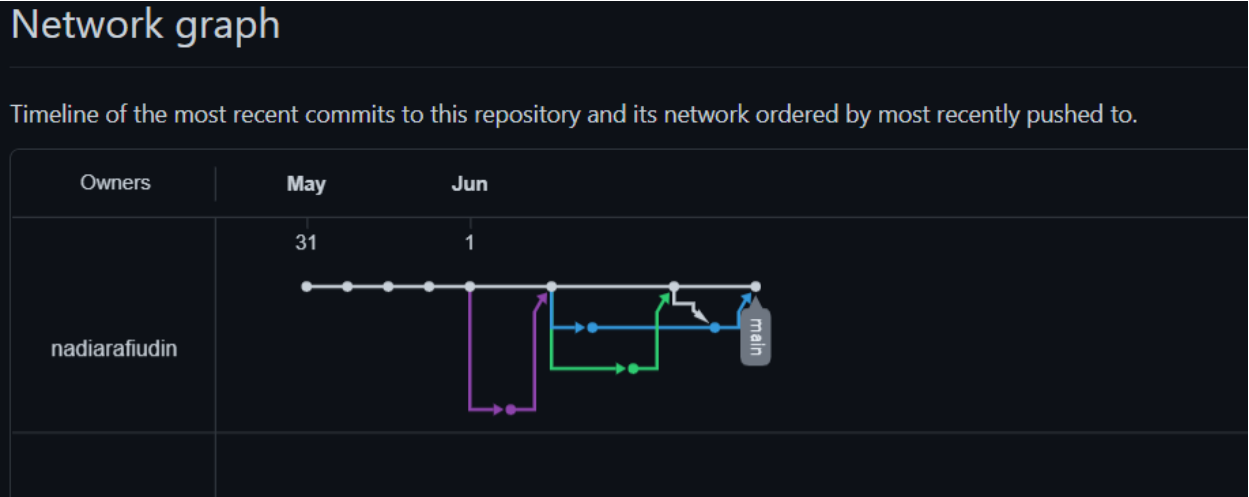 Network graph
Timeline of the most recent commits to this repository and its network ordered by most recently pushed to.
Owners May Jun
31 1
nadiarafiudin
main